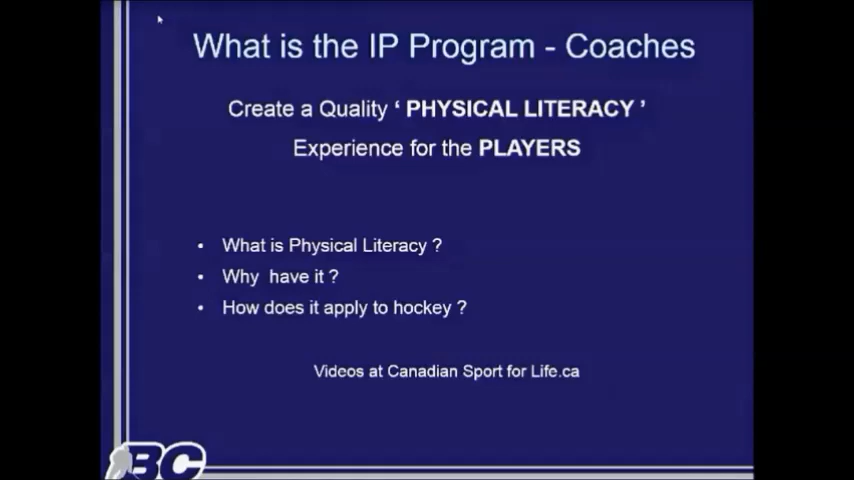 What is the IP Program - Coaches
Create a Quality ‘ PHYSICAL LITERACY ’
Experience for the PLAYERS
• What is Physical Literacy ?
• Why  have it ?
• How does it apply to hockey ?
Videos at Canadian Sport for Life.ca
BC